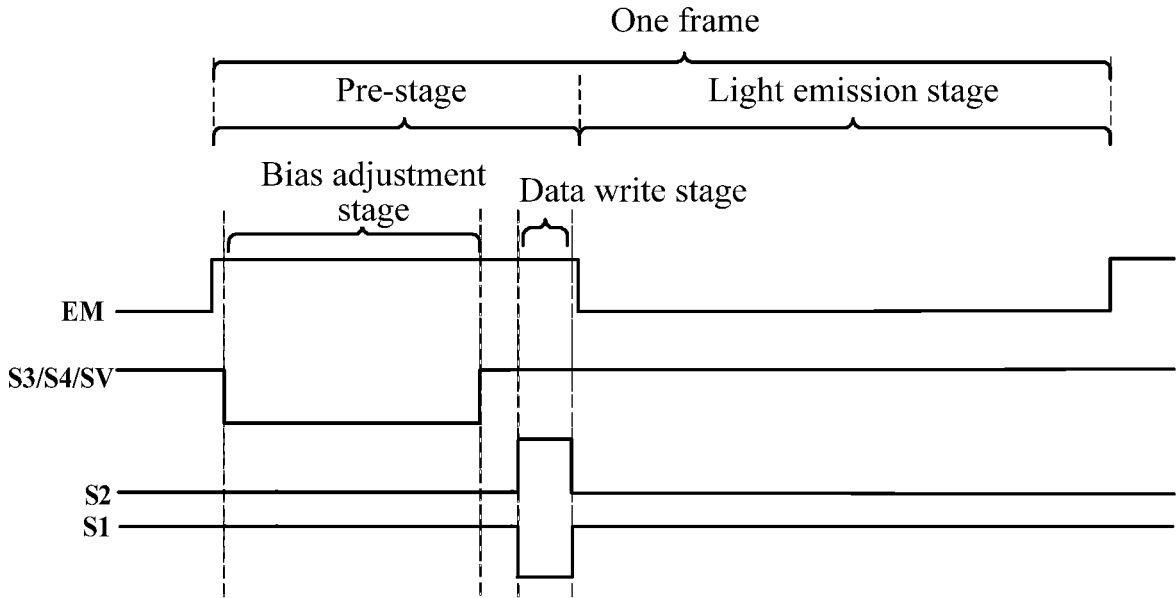 One frame
Pre-stage
Light emission stage
Bias adjustment
stage
Data write stage
EM
S3/S4/SV
S2
S1